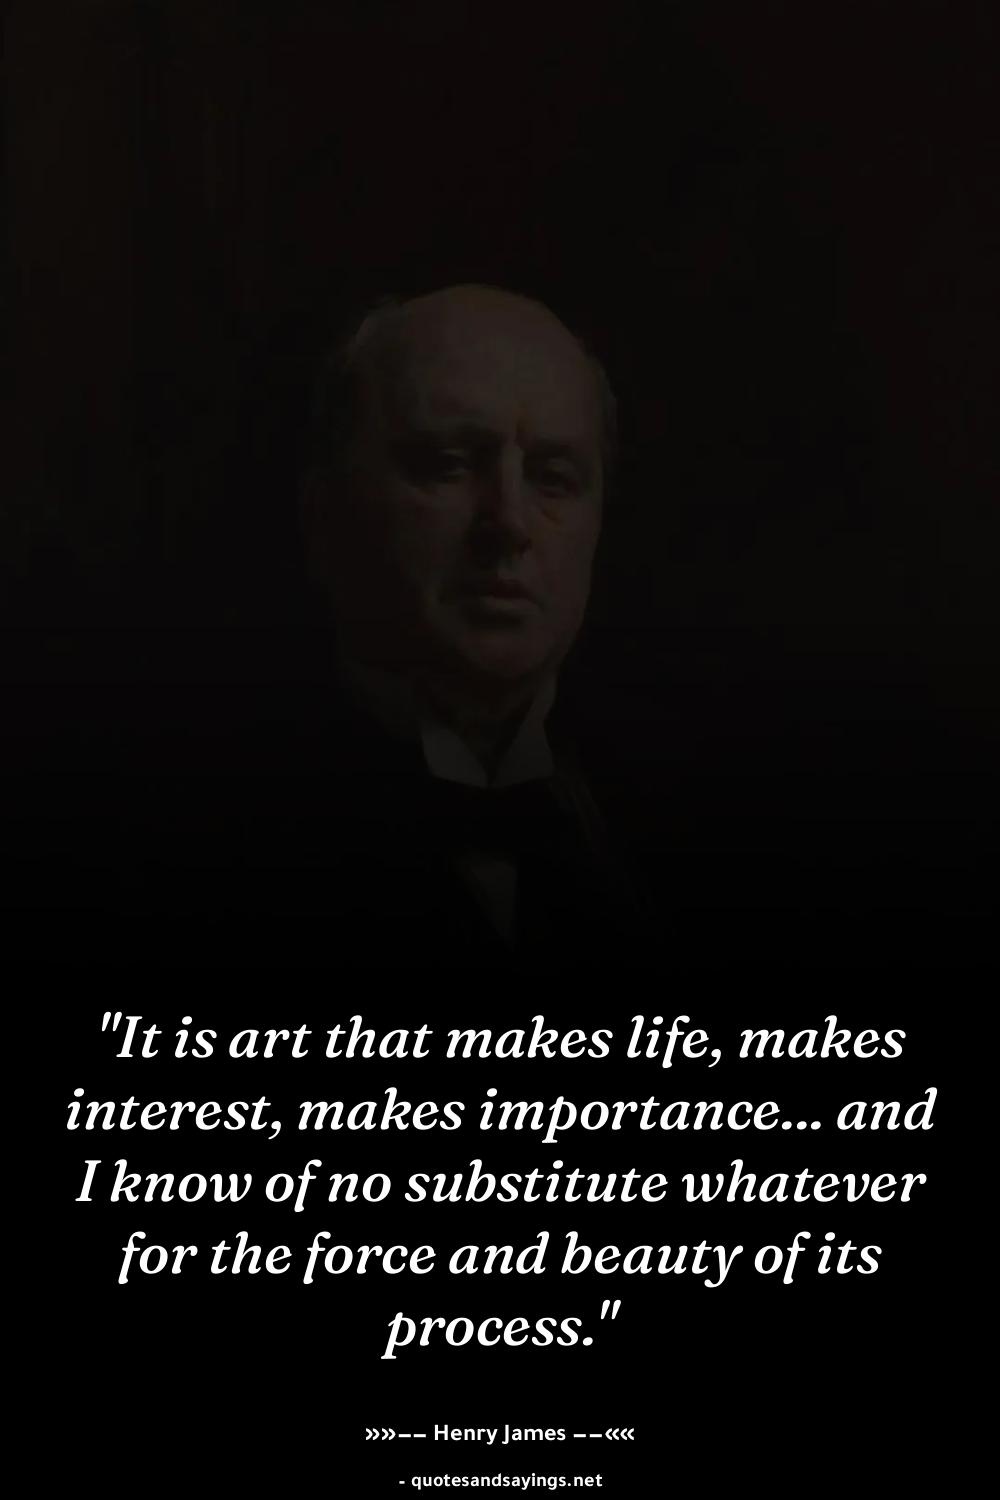 "It is art that makes life, makes
interest, makes importance... and
I know of no substitute whatever
for the force and beauty of its
process."
»»–– Henry James ––««
- quotesandsayings.net